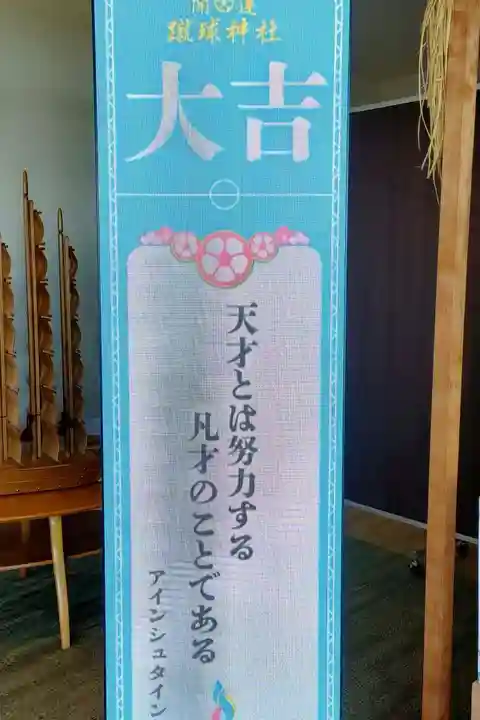 開運
蹴球神社
大吉
天才とは努力する
凡才のことである
アインシュタイン